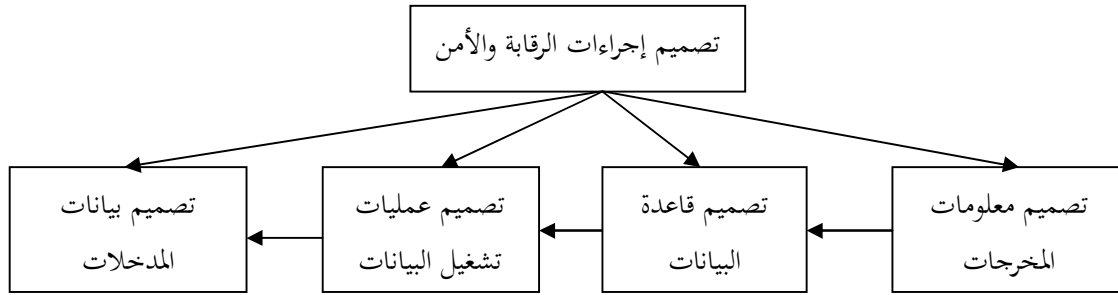 تصميم إجراءات الرقابة والأمن
تصميم معلومات
المخرجات
تصميم قاعدة
البيانات
تصميم عمليات
تشغيل البيانات
تصميم بيانات
المدخلات